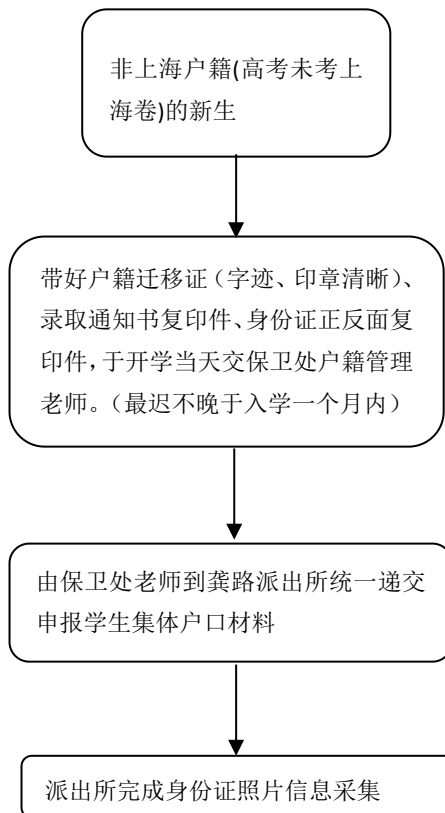 非上海户籍(高考未考上
海卷)的新生
带好户籍迁移证（字迹、印章清晰）、
录取通知书复印件、身份证正反面复
印件，于开学当天交保卫处户籍管理
老师。（最迟不晚于入学一个月内）
由保卫处老师到龚路派出所统一递交
申报学生集体户口材料
派出所完成身份证照片信息采集